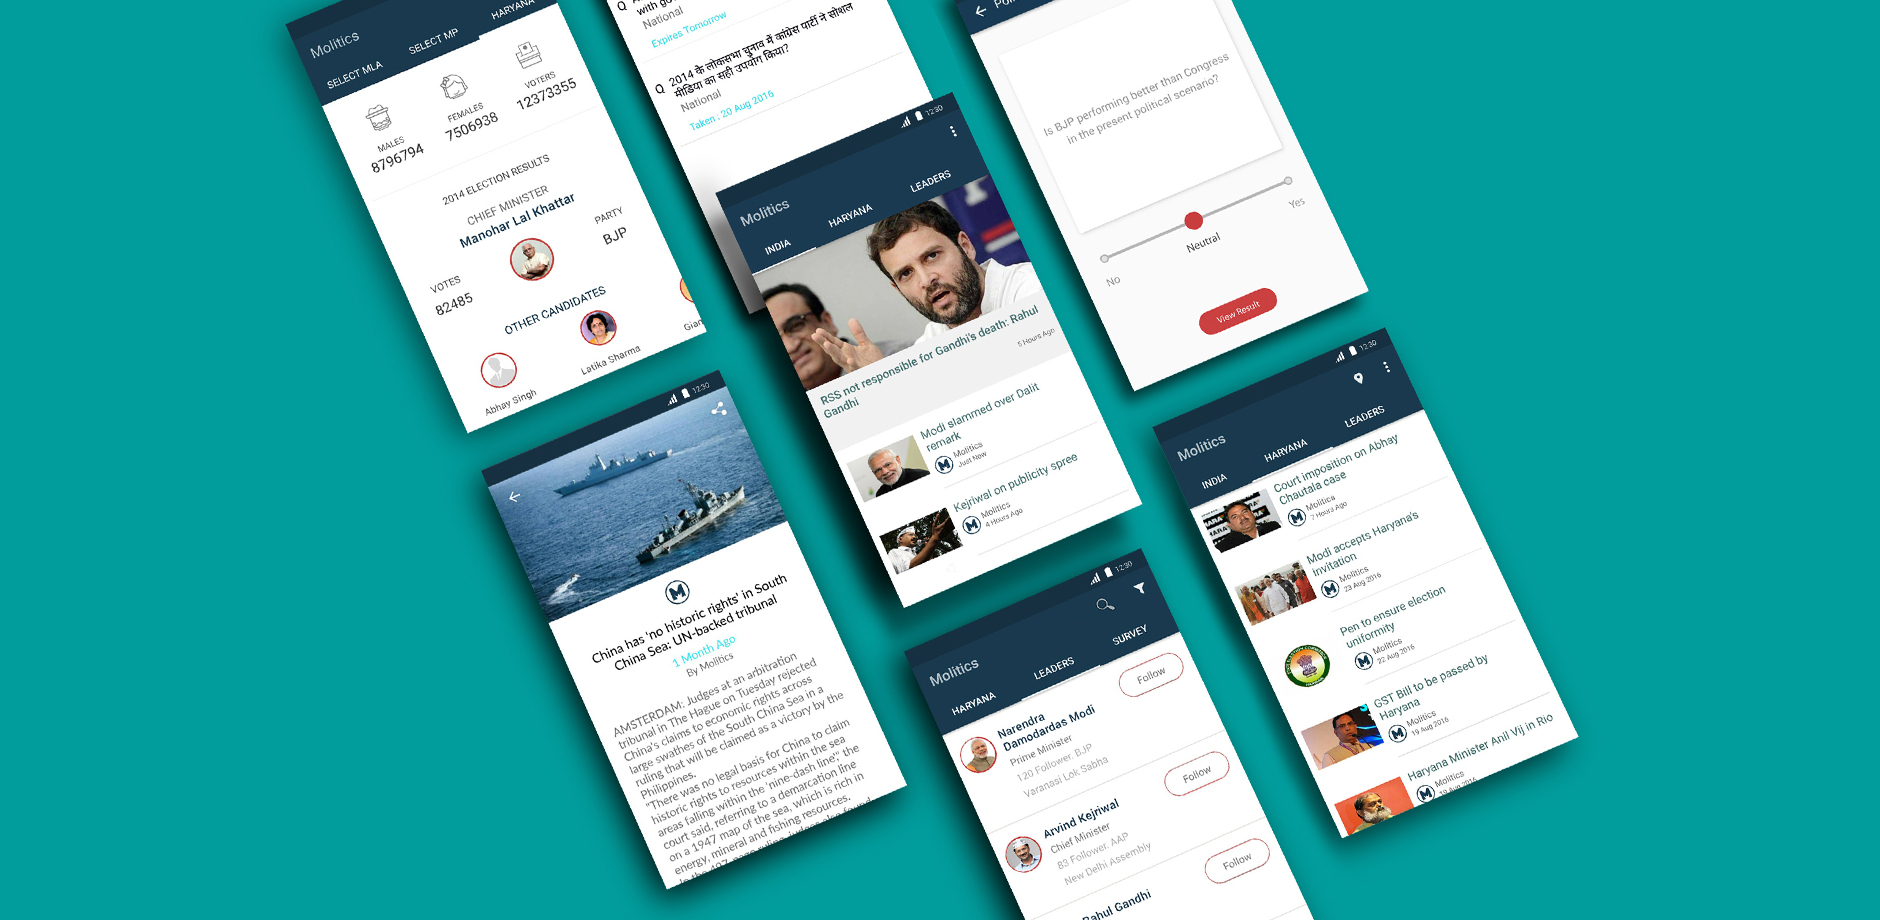 Molitics
SELECT MLA
SELECT MP
HARYANA
MALES
8796794
FEMALES
7506938
VOTERS
12373355
2014 ELECTION RESULTS
CHIEF MINISTER
Manohar Lal Khattar
PARTY
BJP
VOTES
82485
OTHER CANDIDATES
Abhay Singh
Latika Sharma
Gian
Q
National
Expires Tomorrow
Q 2014 के लोकसभा चुनाव में कांग्रेस पार्टी ने सोशल
मीडिया का सही उपयोग किया?
National
Taken : 20 Aug 2016
12:30
Molitics
INDIA
HARYANA
LEADERS
RSS not responsible for Gandhi's death: Rahul
Gandhi
5 Hours Ago
Modi slammed over Dalit
remark
M
Molitics
Just Now
Kejriwal on publicity spree
M
Molitics
4 Hours Ago
Is BJP performing better than Congress
in the present political scenario?
No
Neutral
Yes
View Result
12:30
M
China has 'no historic rights' in South
China Sea: UN-backed tribunal
1 Month Ago
By Molitics
AMSTERDAM: Judges at an arbitration
tribunal in The Hague on Tuesday rejected
China's claims to economic rights across
large swathes of the South China Sea in a
ruling that will be claimed as a victory by the
Philippines.
"There was no legal basis for China to claim
historic rights to resources within the sea
areas falling within the 'nine-dash line'," the
court said, referring to a demarcation line
on a 1947 map of the sea, which is rich in
energy, mineral and fishing resources.
12:30
Molitics
HARYANA
LEADERS
SURVEY
Narendra
Damodardas Modi
Prime Minister
120 Follower, BJP
Varanasi Lok Sabha
Follow
Arvind Kejriwal
Chief Minister
83 Follower, AAP
New Delhi Assembly
Follow
Rahul Gandhi
Follow
12:30
Molitics
INDIA
HARYANA
LEADERS
Court imposition on Abhay
Chautala case
M
Molitics
7 Hours Ago
Modi accepts Haryana's
invitation
M
Molitics
23 Aug 2016
Pen to ensure election
uniformity
M
Molitics
22 Aug 2016
GST Bill to be passed by
Haryana
M
Molitics
19 Aug 2016
Haryana Minister Anil Vij in Rio
M
Molitics
19 Aug 2016